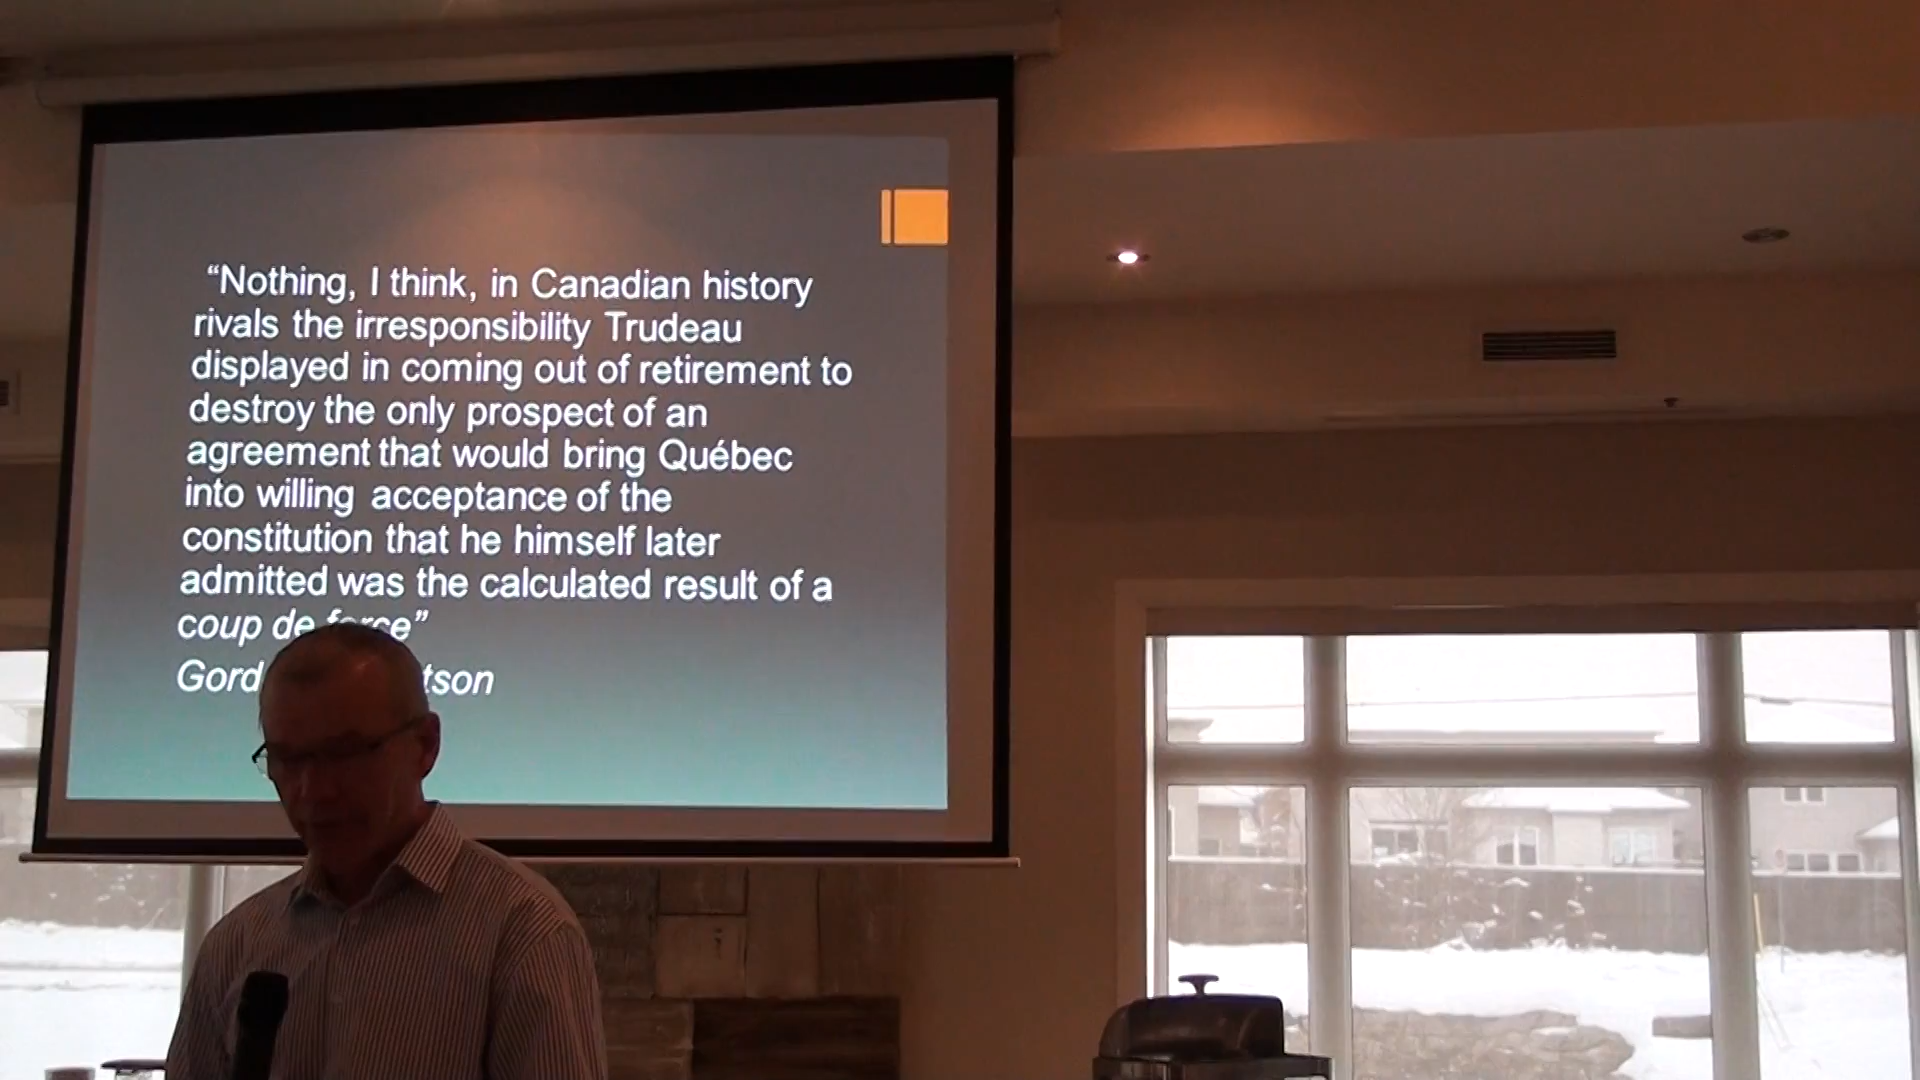 “Nothing, I think, in Canadian history
rivals the irresponsibility Trudeau
displayed in coming out of retirement to
destroy the only prospect of an
agreement that would bring Québec
into willing acceptance of the
constitution that he himself later
admitted was the calculated result of a
coup de force”